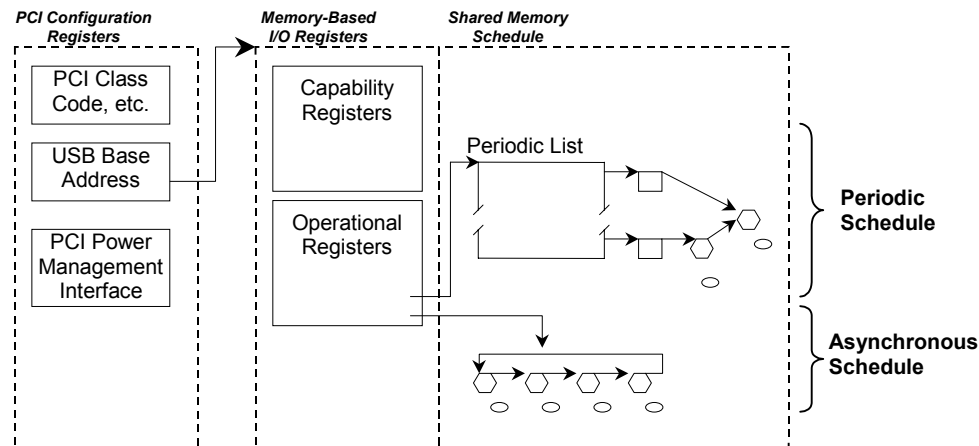 PCI Configuration
Registers
Memory-Based
I/O Registers
Shared Memory
Schedule
PCI Class
Code, etc.
USB Base
Address
PCI Power
Management
Interface
Capability
Registers
Operational
Registers
Periodic List
Periodic
Schedule
Asynchronous
Schedule